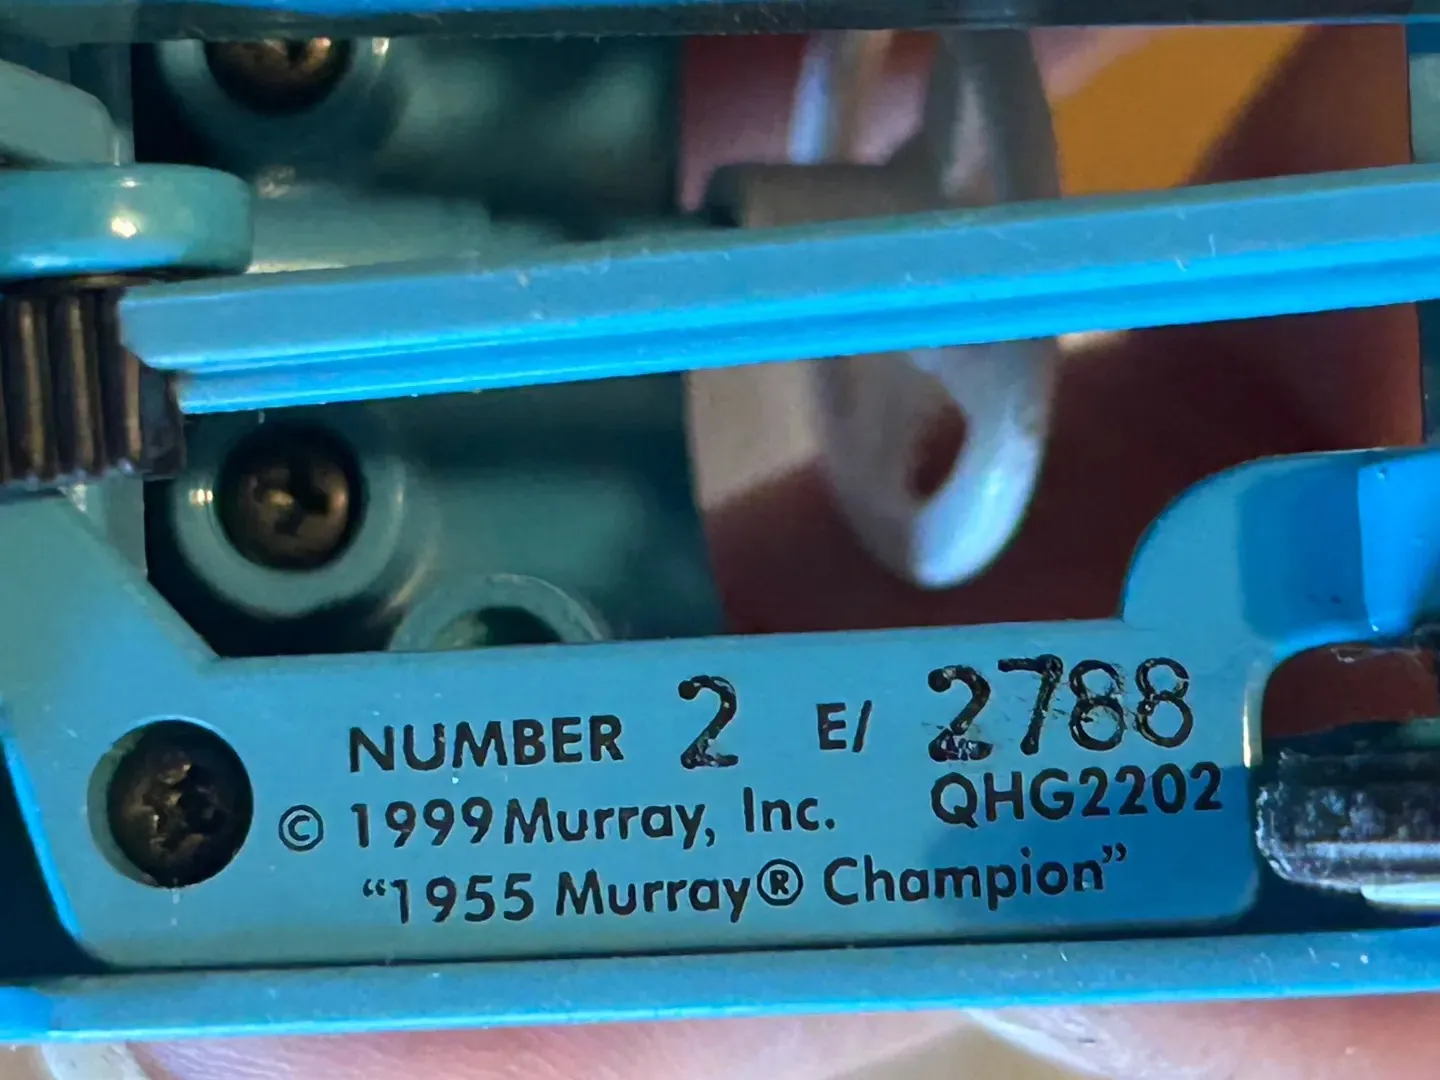 NUMBER 2 E/ 2788
© 1999 Murray, Inc. QHG2202
“1955 Murray® Champion”